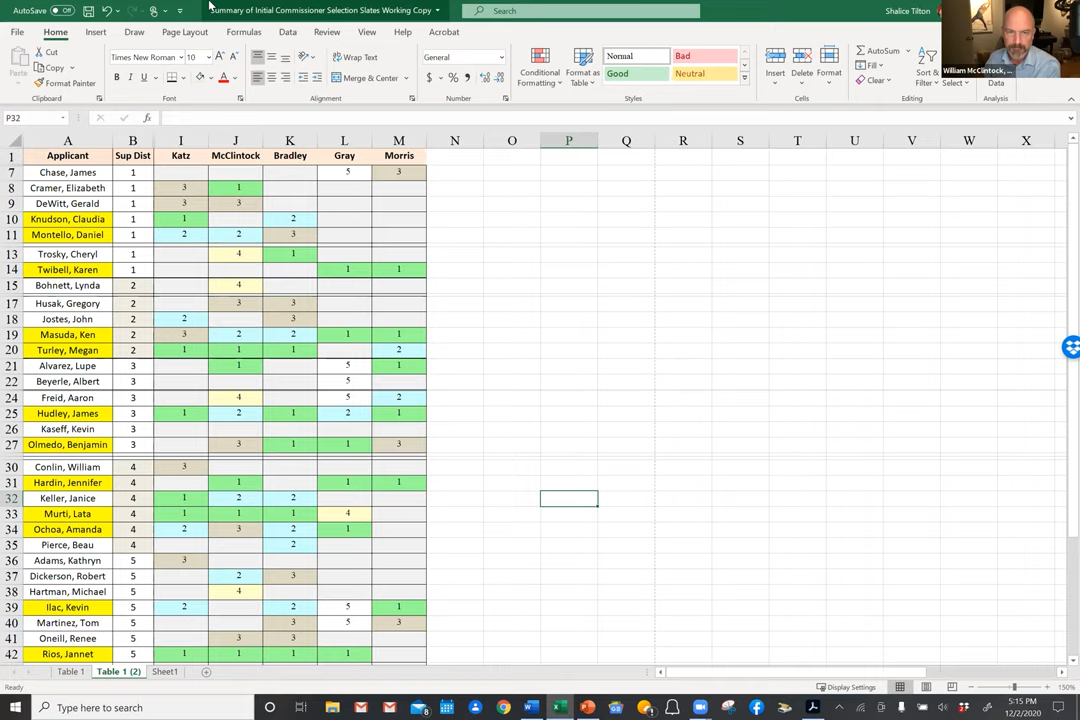 AutoSave Off Summary of Initial Commissioner Selection Slates Working Copy Search Shalice Tilton
File Home Insert Draw Page Layout Formulas Data Review View Help Acrobat
Paste Cut Copy Format Painter Clipboard
Times New Roman 10 B I U A Font
Wrap Text Merge & Center Alignment
General $ % Number
Conditional Formatting Format as Table Normal Bad Good Neutral Styles
Insert Delete Format Cells
AutoSum Fill Clear Sort & Filter Select Editing
Data Analysis
William McClintock, ...
P32 fx
A B I J K L M N O P Q R S T U V W X
1 Applicant Sup Dist Katz McClintock Bradley Gray Morris
7 Chase, James 1 5 3
8 Cramer, Elizabeth 1 3 1
9 DeWitt, Gerald 1 3 3
10 Knudson, Claudia 1 1 2
11 Montello, Daniel 1 2 2 3
13 Trosky, Cheryl 1 4 1
14 Twibell, Karen 1 1 1
15 Bohnett, Lynda 2 4
17 Husak, Gregory 2 3 3
18 Jostes, John 2 2 3
19 Masuda, Ken 2 3 2 2 1 1
20 Turley, Megan 2 1 1 1 2
21 Alvarez, Lupe 3 1 5 1
22 Beyerle, Albert 3 5
24 Freid, Aaron 3 4 5 2
25 Hudley, James 3 1 2 1 2 1
26 Kaseff, Kevin 3
27 Olmedo, Benjamin 3 3 1 1 3
30 Conlin, William 4 3
31 Hardin, Jennifer 4 1 1 1
32 Keller, Janice 4 1 2 2
33 Murti, Lata 4 1 1 1 4
34 Ochoa, Amanda 4 2 3 2 1
35 Pierce, Beau 4 2
36 Adams, Kathryn 5 3
37 Dickerson, Robert 5 2 3
38 Hartman, Michael 5 4
39 Ilac, Kevin 5 2 2 5 1
40 Martinez, Tom 5 3 5 3
41 Oneill, Renee 5 3 3
42 Rios, Jannet 5 1 1 1 1
Table 1 Table 1 (2) Sheet1
Ready Display Settings 150%
Type here to search 5:15 PM
12/2/2020